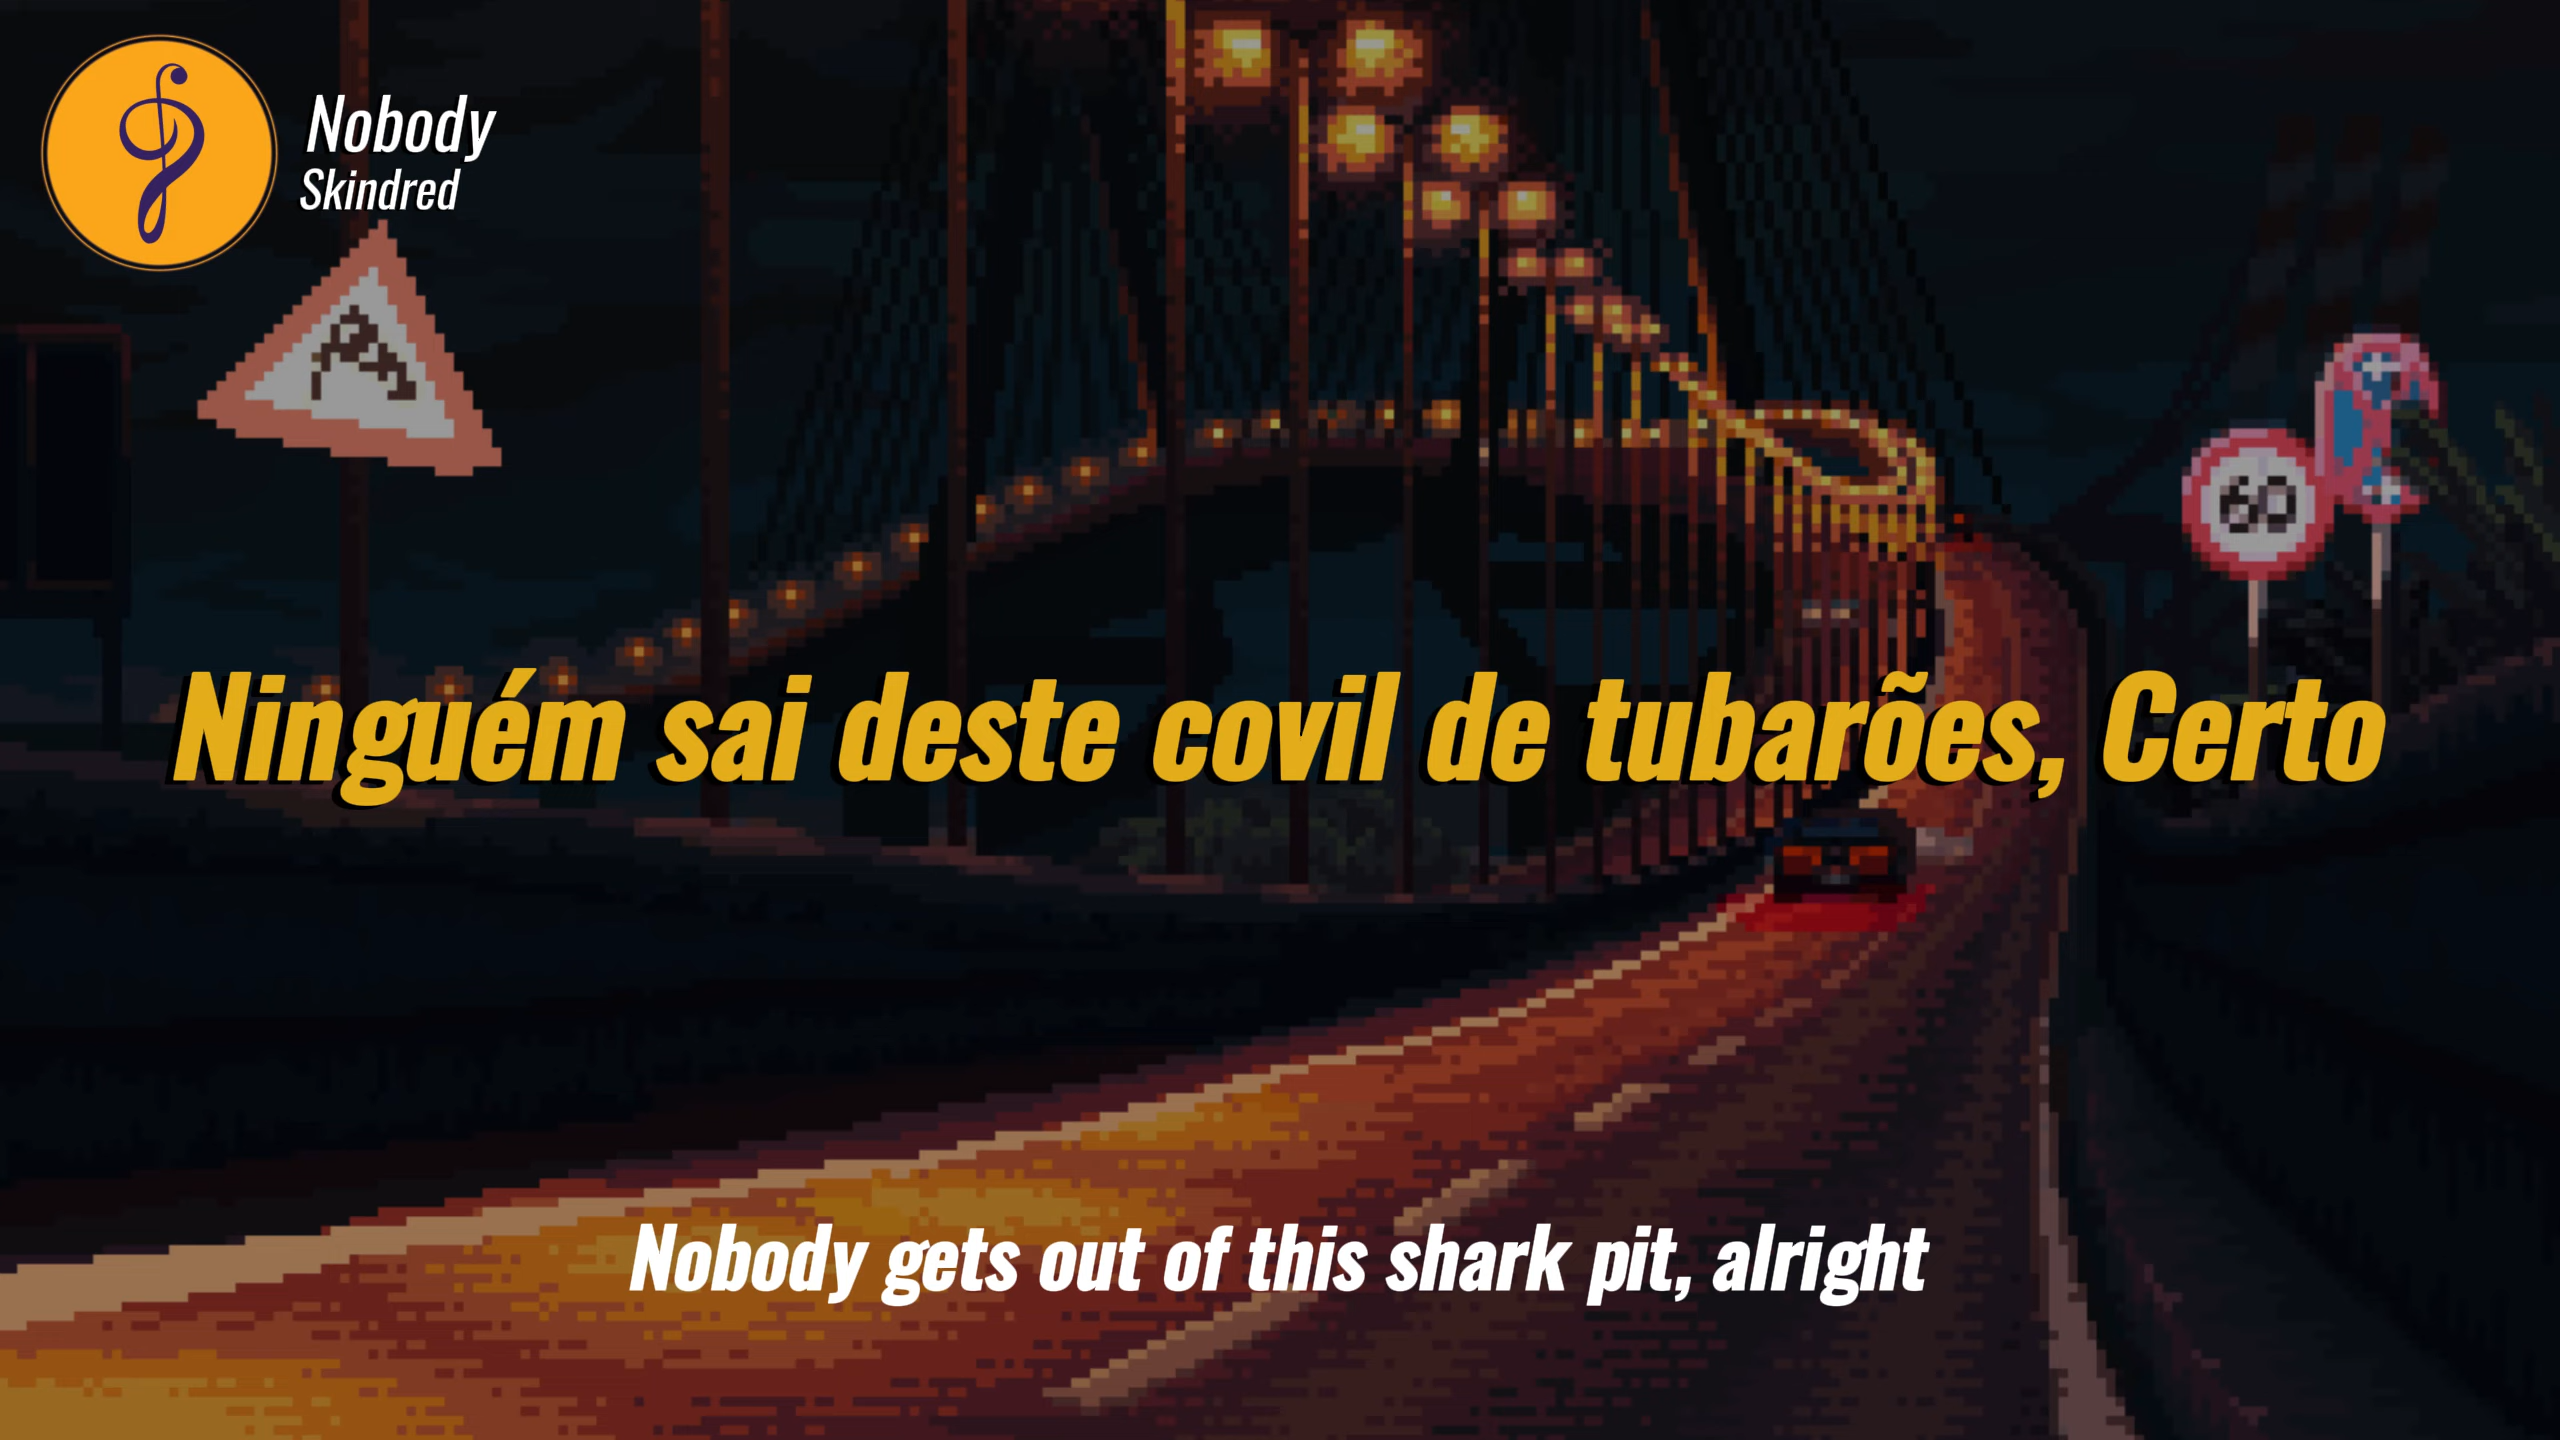 Nobody
Skindred
60
Ninguém sai deste covil de tubarões, Certo
Nobody gets out of this shark pit, alright